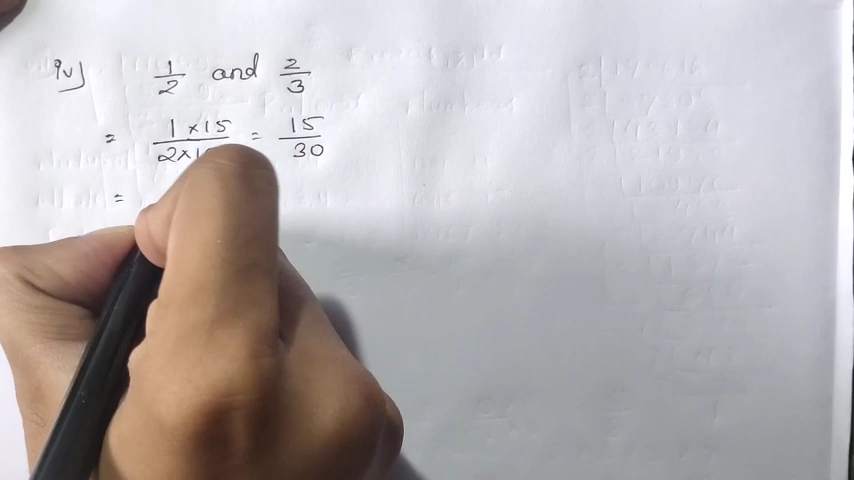 iv) 1/2 and 2/3
= 1×15/2×1 = 15/30
=